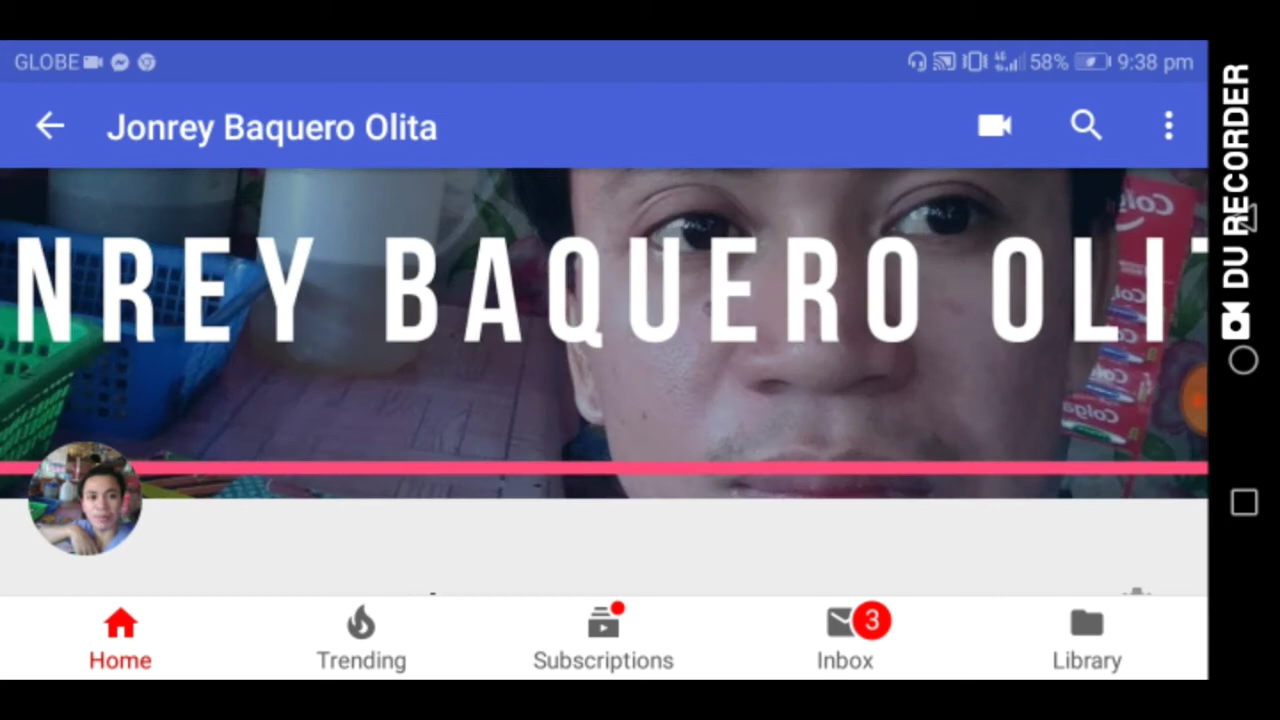 GLOBE 58% 9:38 pm
Jonrey Baquero Olita
NREY BAQUERO OLI
Home Trending Subscriptions Inbox 3 Library
DU RECORDER